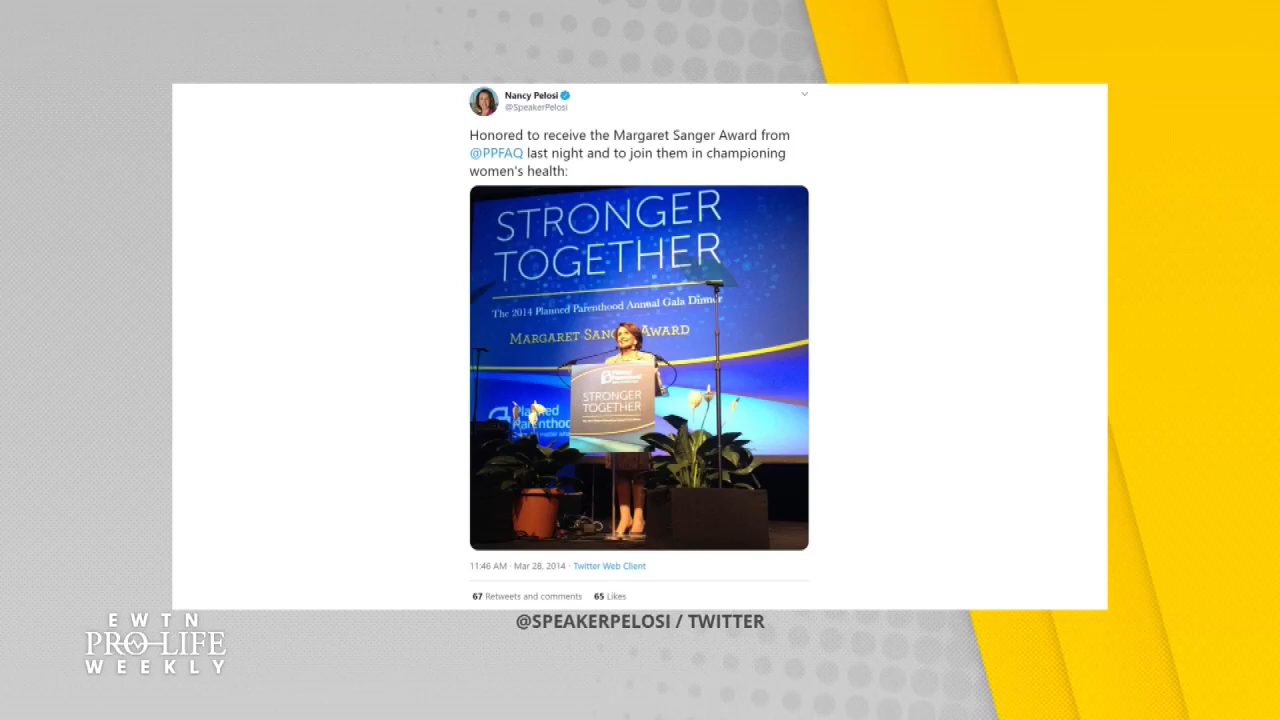 Nancy Pelosi
@SpeakerPelosi
Honored to receive the Margaret Sanger Award from
@PPFAQ last night and to join them in championing
women's health:
STRONGER
TOGETHER
The 2014 Planned Parenthood Annual Gala Dinner
MARGARET SANGER AWARD
Planned
Parenthood
STRONGER
TOGETHER
Planned
Parenthood
11:46 AM · Mar 28, 2014 · Twitter Web Client
67 Retweets and comments 65 Likes
@SPEAKERPELOSI / TWITTER
EWTN
PRO-LIFE
WEEKLY